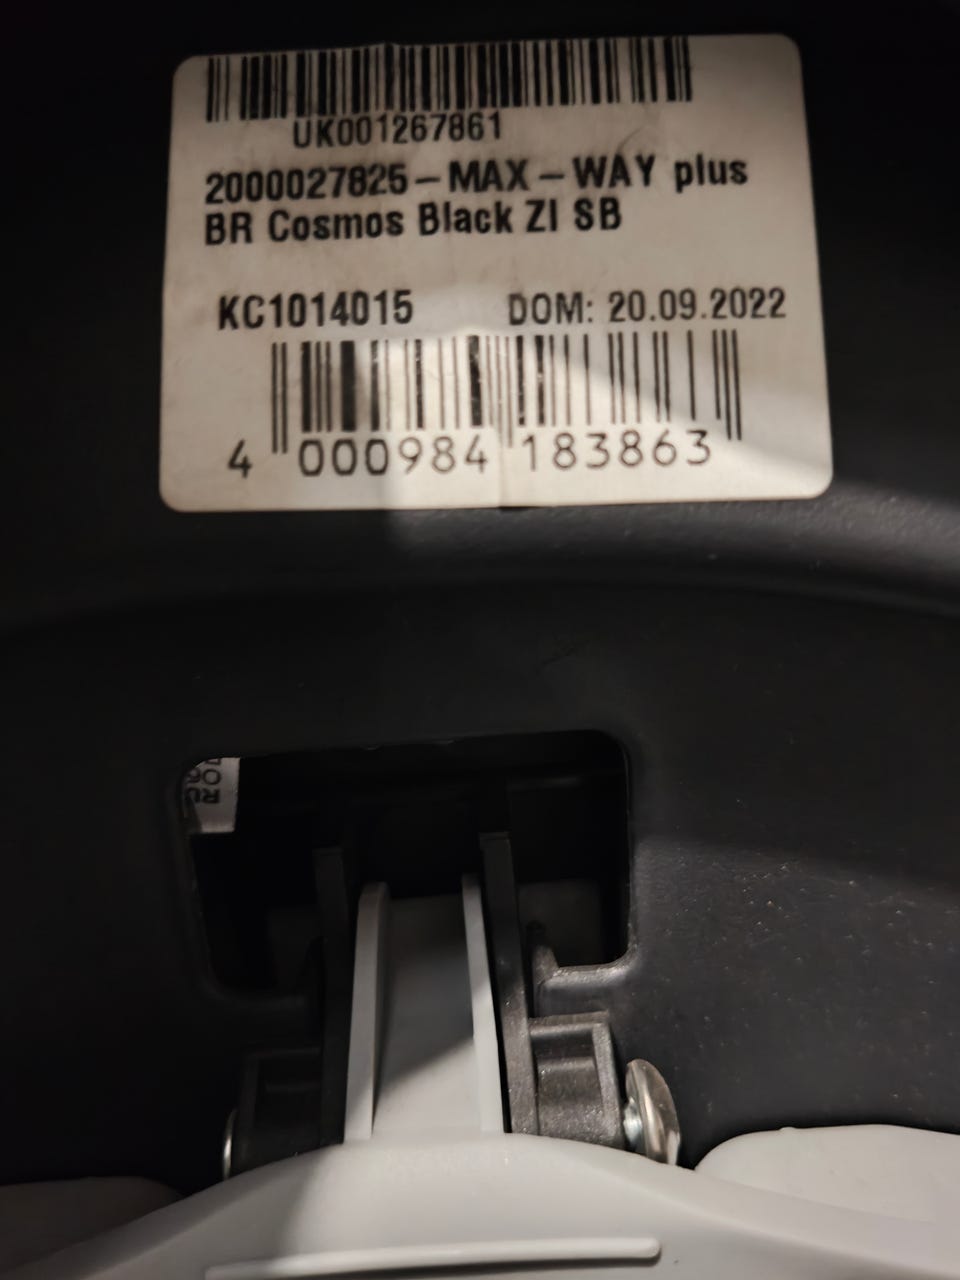 UK001267861
2000027825-MAX-WAY plus
BR Cosmos Black ZI SB
KC1014015 DOM: 20.09.2022
4 000984 183863